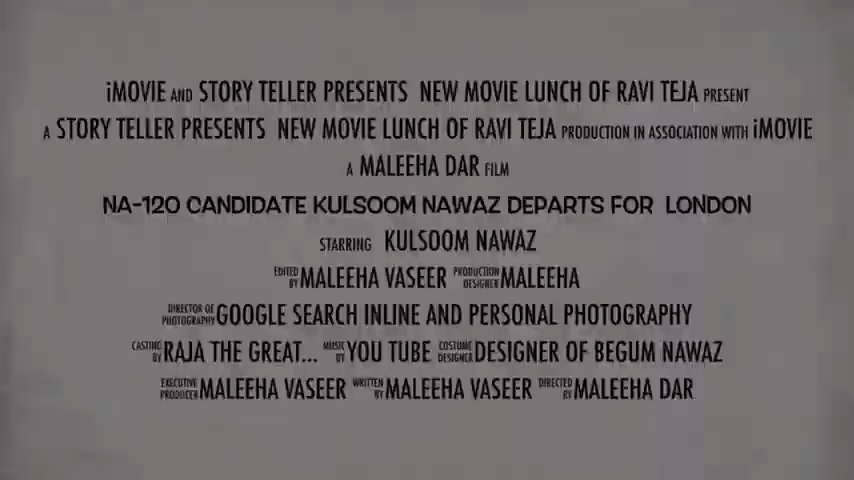 iMOVIE AND STORY TELLER PRESENTS NEW MOVIE LUNCH OF RAVI TEJA PRESENT
A STORY TELLER PRESENTS NEW MOVIE LUNCH OF RAVI TEJA PRODUCTION IN ASSOCIATION WITH iMOVIE
A MALEEHA DAR FILM
NA-120 CANDIDATE KULSOOM NAWAZ DEPARTS FOR LONDON
STARRING KULSOOM NAWAZ
EDITED BY MALEEHA VASEER PRODUCTION DESIGNER MALEEHA
DIRECTOR OF PHOTOGRAPHY GOOGLE SEARCH INLINE AND PERSONAL PHOTOGRAPHY
CASTING BY RAJA THE GREAT... MUSIC BY YOU TUBE COSTUME DESIGNER DESIGNER OF BEGUM NAWAZ
EXECUTIVE PRODUCER MALEEHA VASEER WRITTEN BY MALEEHA VASEER DIRECTED BY MALEEHA DAR